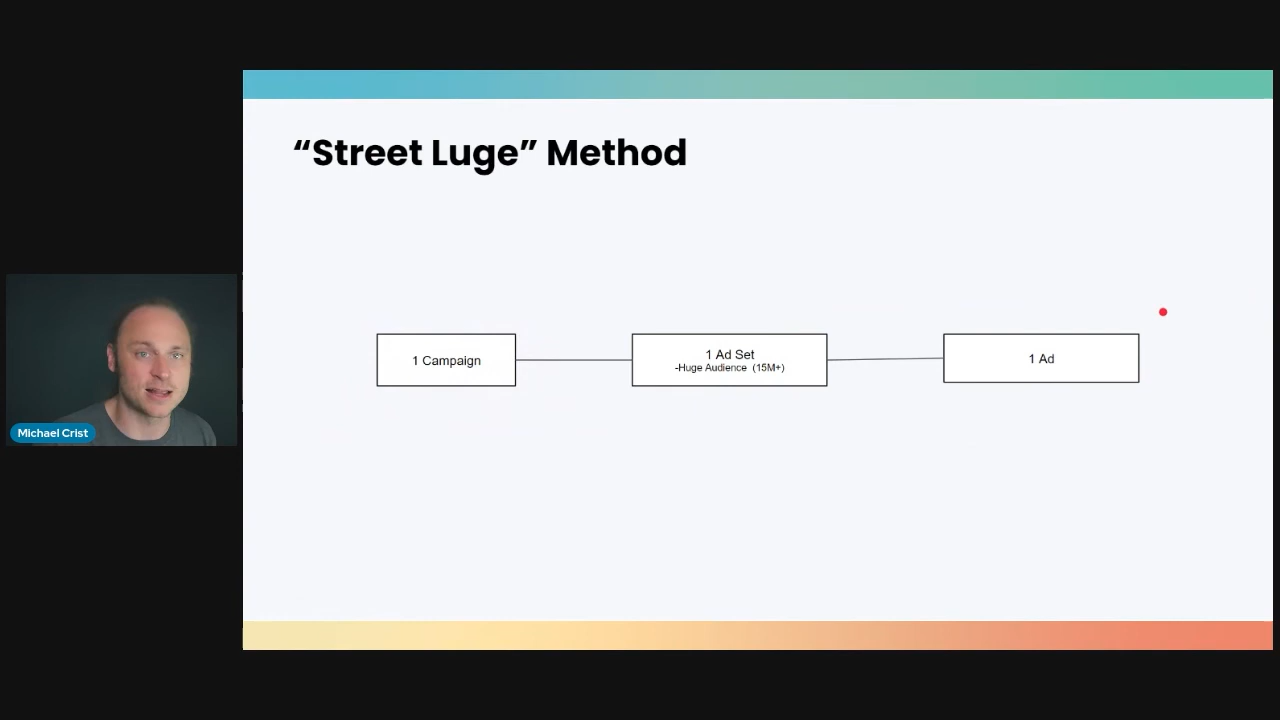 “Street Luge” Method
1 Campaign
1 Ad Set
-Huge Audience (15M+)
1 Ad
Michael Crist